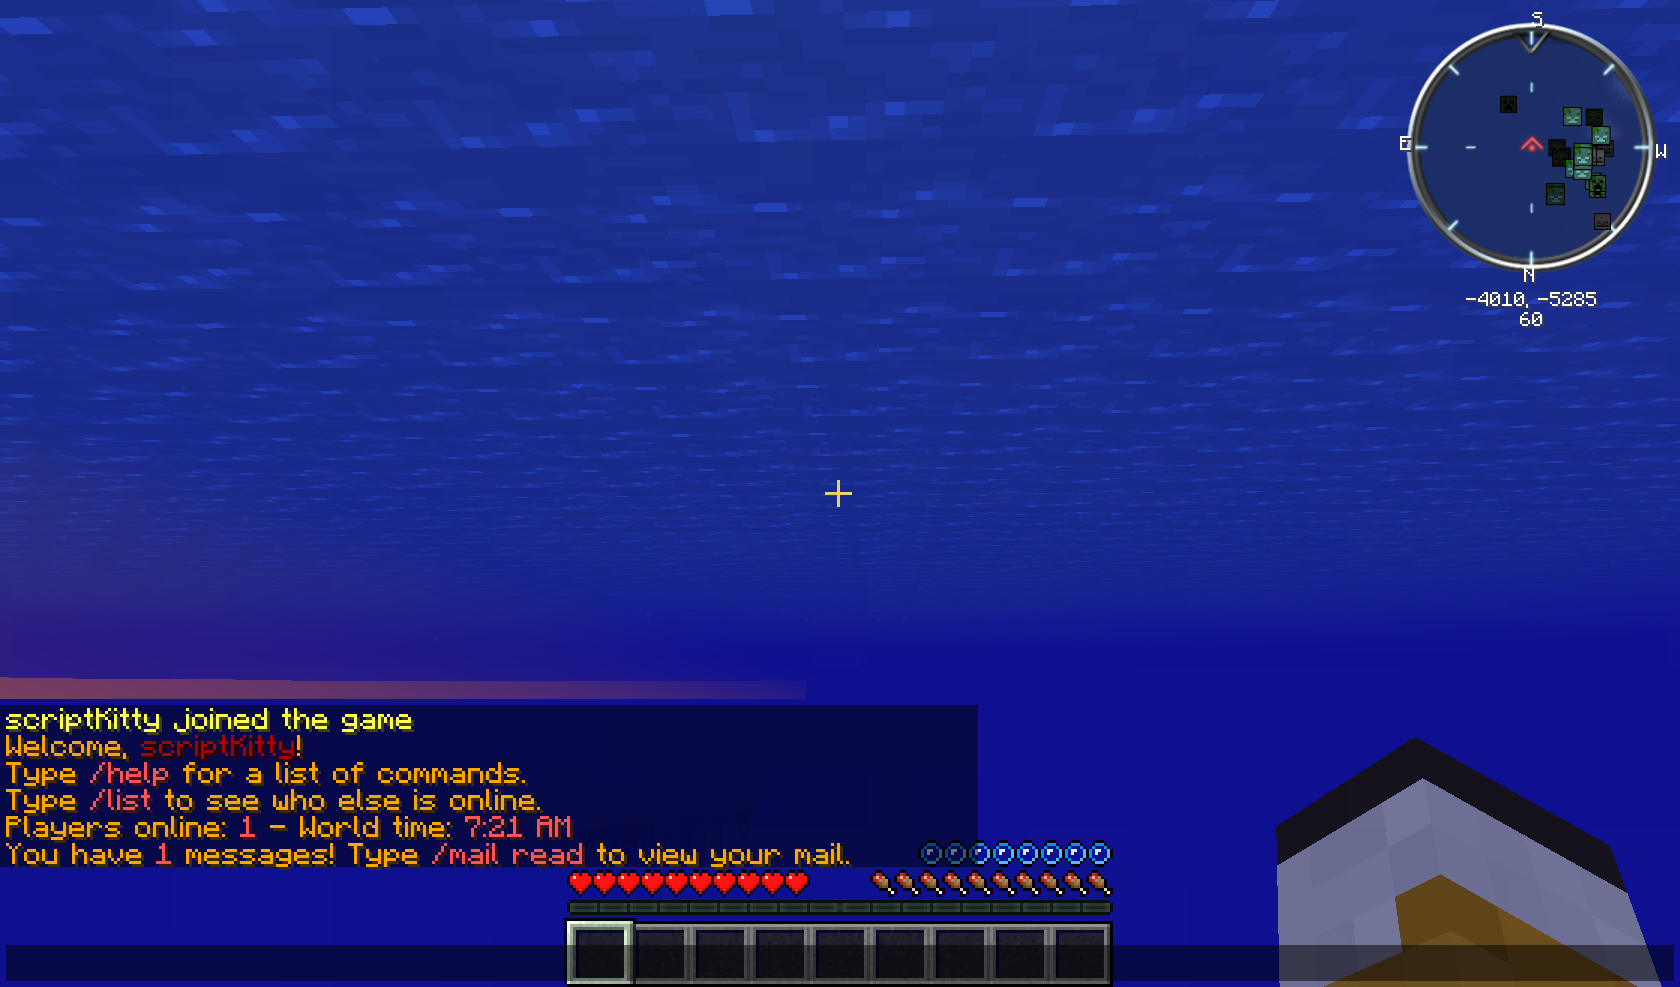 S
E
W
N
-4010, -5285
60
scriptKitty joined the game
Welcome, scriptKitty!
Type /help for a list of commands.
Type /list to see who else is online.
Players online: 1 - World time: 7:21 AM
You have 1 messages! Type /mail read to view your mail.